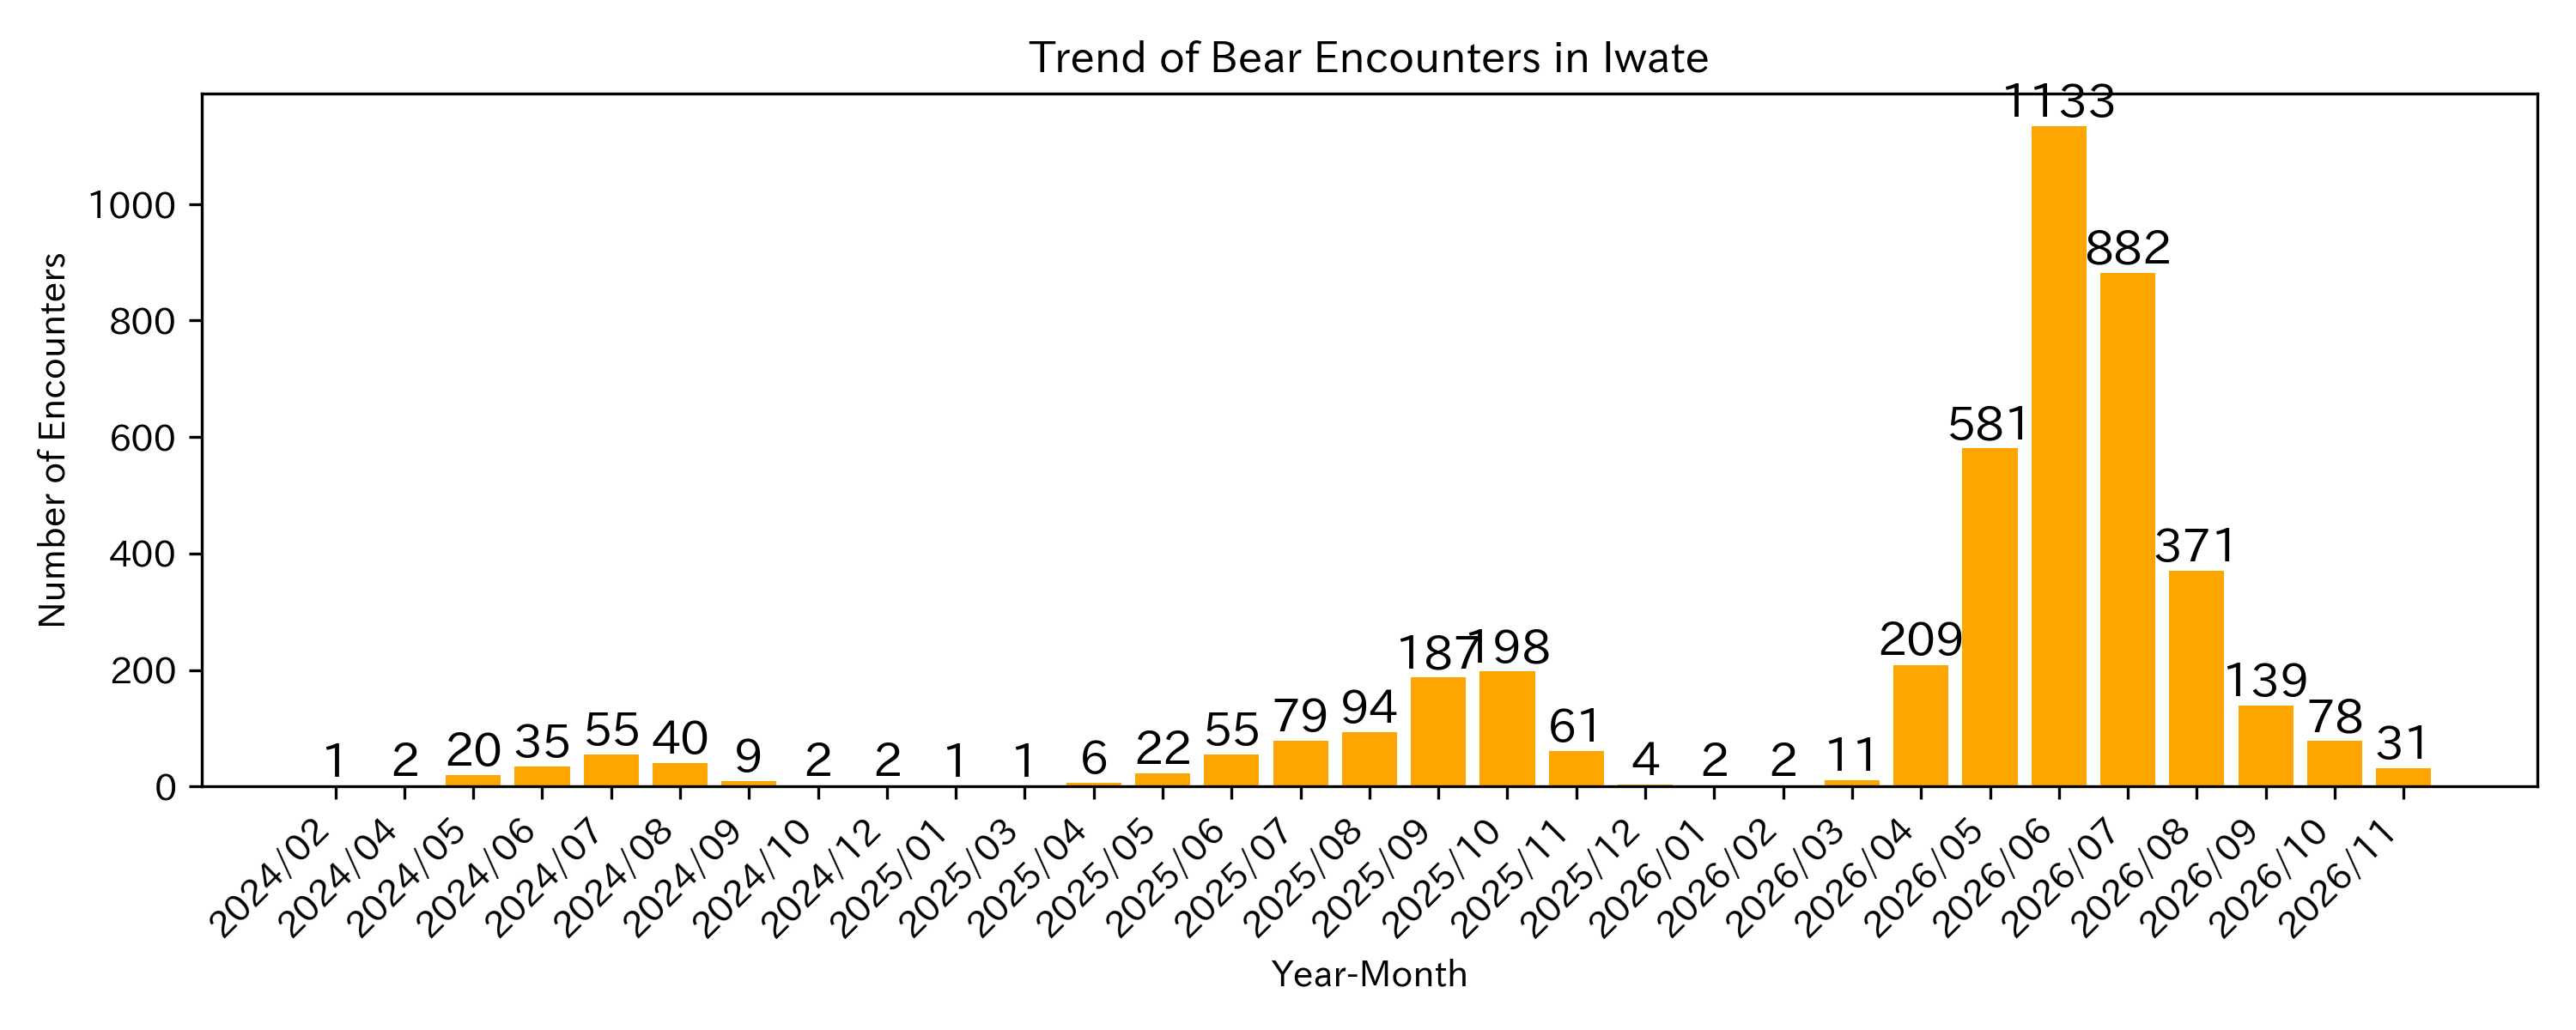 Trend of Bear Encounters in Iwate
Number of Encounters
1000
800
600
400
200
0
1 2 20 35 55 40 9 2 2 1 1 6 22 55 79 94 187 198 61 4 2 2 11 209 581 1133 882 371 139 78 31
2024/02 2024/04 2024/05 2024/06 2024/07 2024/08 2024/09 2024/10 2024/12 2025/01 2025/03 2025/04 2025/05 2025/06 2025/07 2025/08 2025/09 2025/10 2025/11 2025/12 2026/01 2026/02 2026/03 2026/04 2026/05 2026/06 2026/07 2026/08 2026/09 2026/10 2026/11
Year-Month